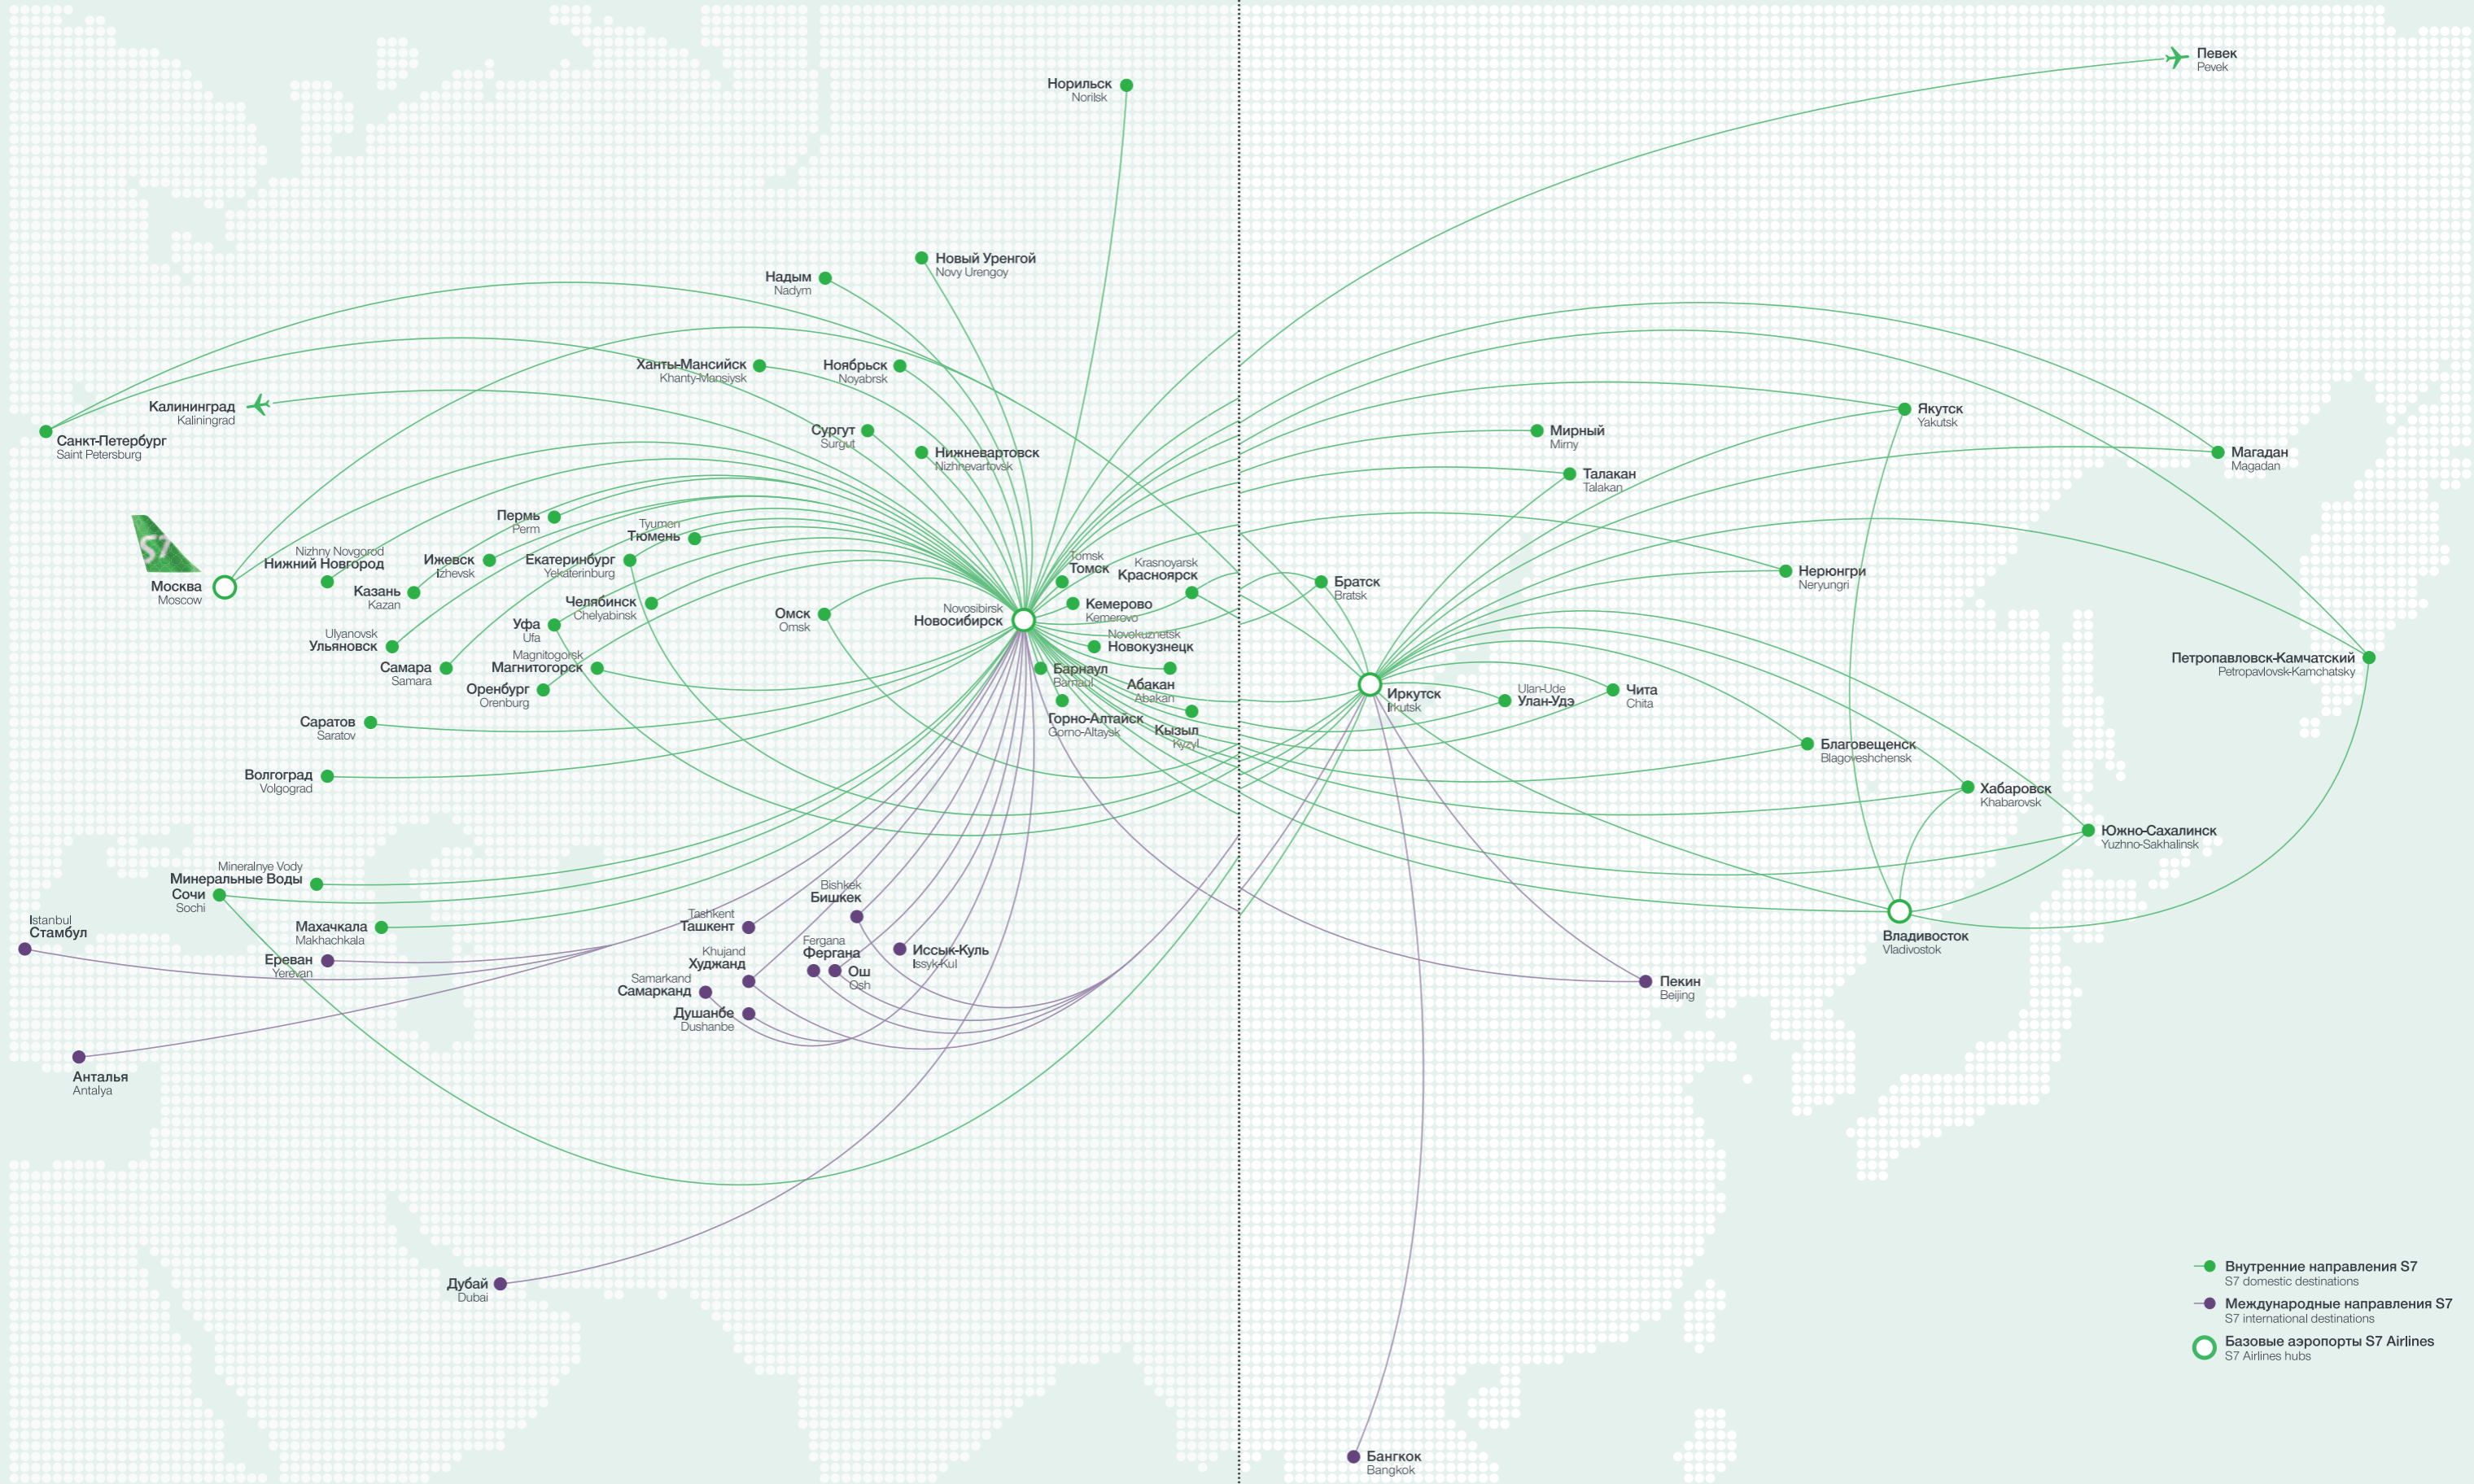 Певек
Pevek
Норильск
Norilsk
Новый Уренгой
Novy Urengoy
Надым
Nadym
Ханты-Мансийск
Khanty-Mansiysk
Ноябрьск
Noyabrsk
Калининград
Kaliningrad
Санкт-Петербург
Saint Petersburg
Сургут
Surgut
Нижневартовск
Nizhnevartovsk
Мирный
Mirny
Талакан
Talakan
Якутск
Yakutsk
Магадан
Magadan
S7
Москва
Moscow
Nizhny Novgorod
Нижний Новгород
Пермь
Perm
Ижевск
Izhevsk
Казань
Kazan
Tyumen
Тюмень
Екатеринбург
Yekaterinburg
Челябинск
Chelyabinsk
Уфа
Ufa
Ulyanovsk
Ульяновск
Самара
Samara
Magnitogorsk
Магнитогорск
Оренбург
Orenburg
Омск
Omsk
Novosibirsk
Новосибирск
Tomsk
Томск
Кемерово
Kemerovo
Krasnoyarsk
Красноярск
Братск
Bratsk
Novokuznetsk
Новокузнецк
Барнаул
Barnaul
Абакан
Abakan
Горно-Алтайск
Gorno-Altaysk
Кызыл
Kyzyl
Иркутск
Irkutsk
Ulan-Ude
Улан-Удэ
Чита
Chita
Нерюнгри
Neryungri
Петропавловск-Камчатский
Petropavlovsk-Kamchatsky
Благовещенск
Blagoveshchensk
Хабаровск
Khabarovsk
Южно-Сахалинск
Yuzhno-Sakhalinsk
Владивосток
Vladivostok
Саратов
Saratov
Волгоград
Volgograd
Mineralnye Vody
Минеральные Воды
Сочи
Sochi
Махачкала
Makhachkala
Istanbul
Стамбул
Ереван
Yerevan
Анталья
Antalya
Tashkent
Ташкент
Bishkek
Бишкек
Khujand
Худжанд
Fergana
Фергана
Ош
Osh
Иссык-Куль
Issyk-Kul
Samarkand
Самарканд
Душанбе
Dushanbe
Пекин
Beijing
Дубай
Dubai
Бангкок
Bangkok
Внутренние направления S7
S7 domestic destinations
Международные направления S7
S7 international destinations
Базовые аэропорты S7 Airlines
S7 Airlines hubs